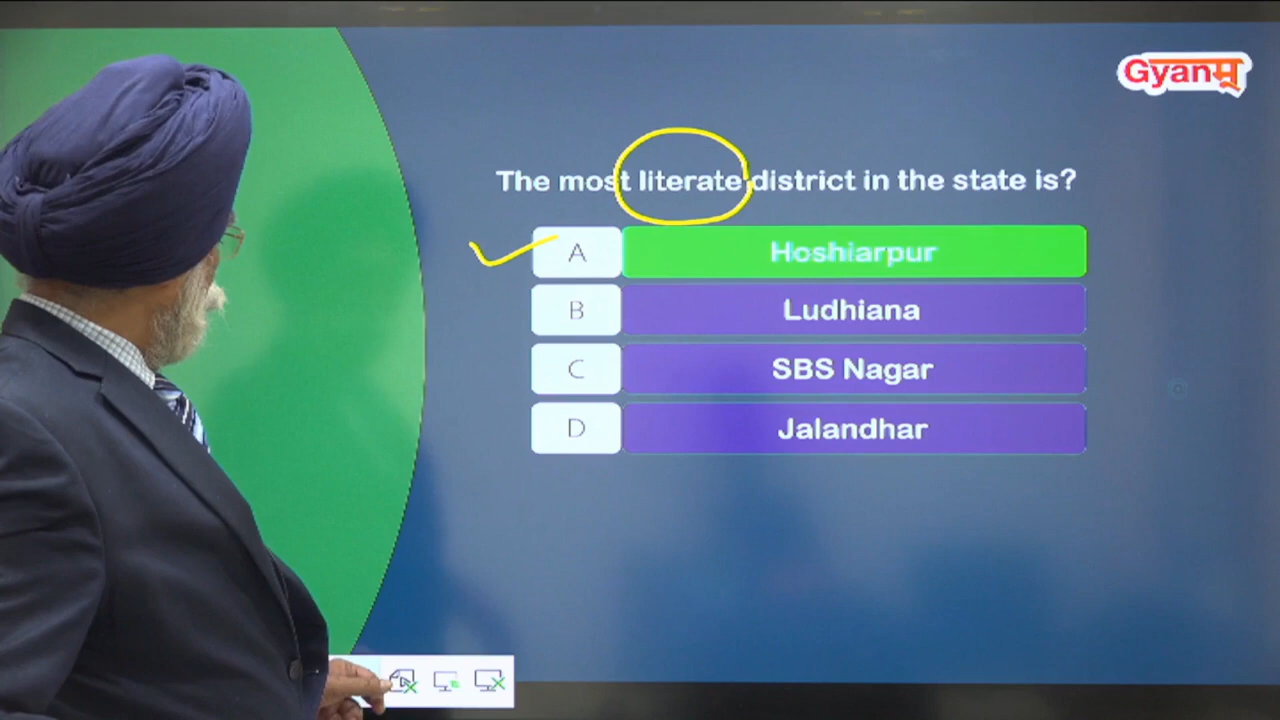 Gyanम्
The most literate district in the state is?
A Hoshiarpur
B Ludhiana
C SBS Nagar
D Jalandhar